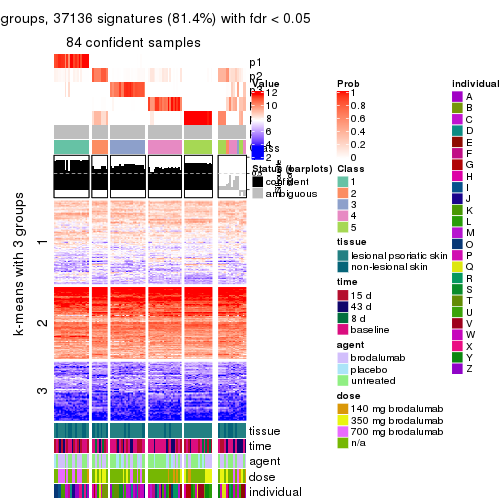 groups, 37136 signatures (81.4%) with fdr < 0.05
84 confident samples
p1
p2
k-means with 3 groups
1
2
3
tissue
time
agent
dose
individual
Value
12
10
8
6
4
2
Status (barplots)
confident
ambiguous
Prob
1
0.8
0.6
0.4
0.2
0
Class
1
2
3
4
5
tissue
lesional psoriatic skin
non-lesional skin
time
15 d
43 d
8 d
baseline
agent
brodalumab
placebo
untreated
dose
140 mg brodalumab
350 mg brodalumab
700 mg brodalumab
n/a
individual
A
B
C
D
E
F
G
H
I
J
K
L
M
O
P
Q
R
S
T
U
V
W
X
Y
Z